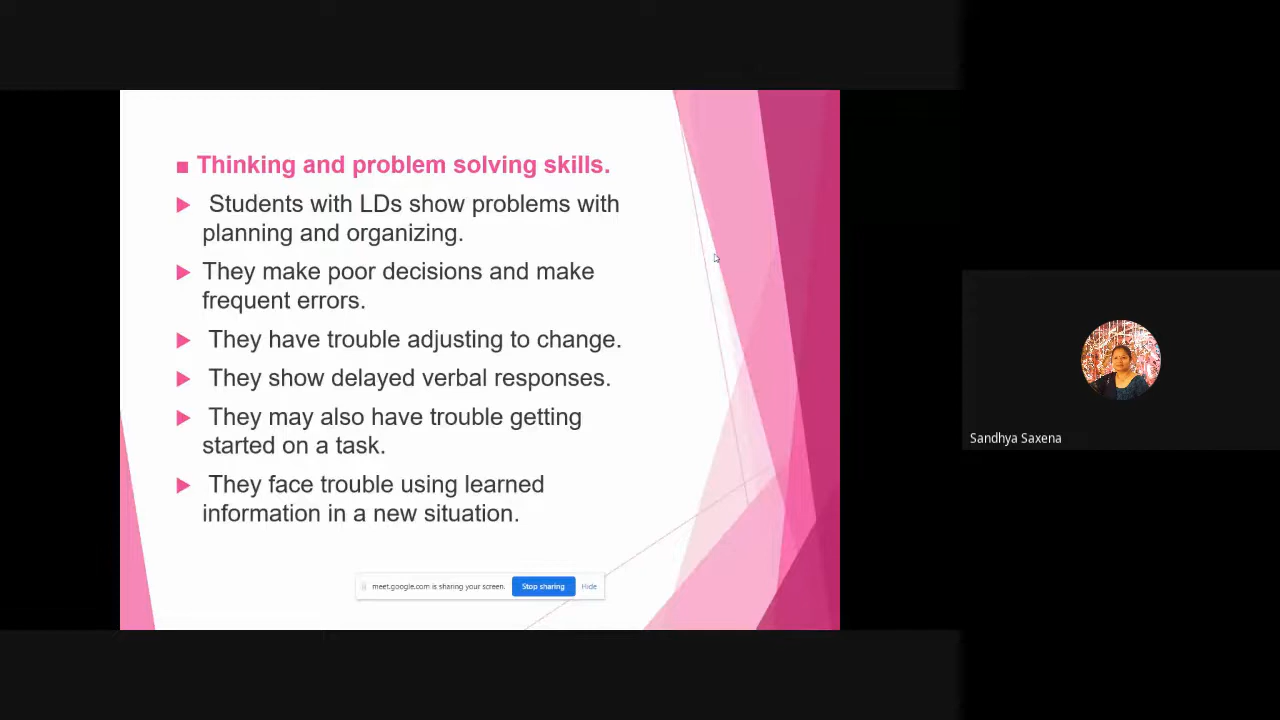 Thinking and problem solving skills.
Students with LDs show problems with
planning and organizing.
They make poor decisions and make
frequent errors.
They have trouble adjusting to change.
They show delayed verbal responses.
They may also have trouble getting
started on a task.
They face trouble using learned
information in a new situation.
meet.google.com is sharing your screen. Stop sharing Hide
Sandhya Saxena